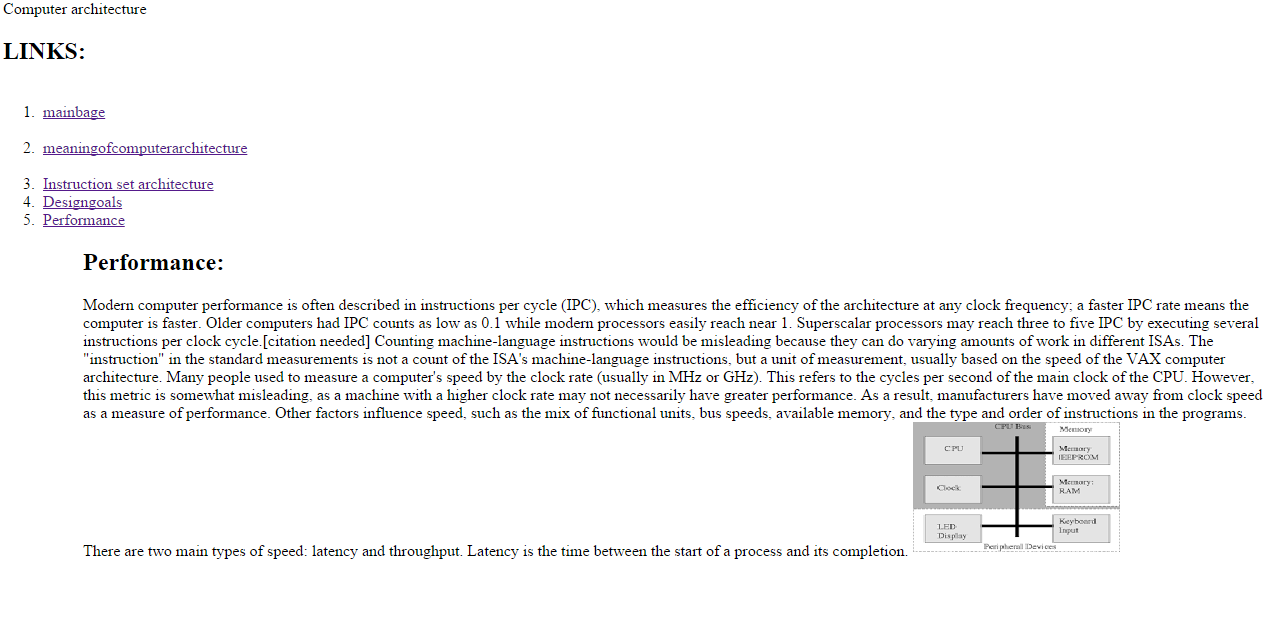 Computer architecture
LINKS:
1. mainbage
2. meaningofcomputerarchitecture
3. Instruction set architecture
4. Designgoals
5. Performance
Performance:
Modern computer performance is often described in instructions per cycle (IPC), which measures the efficiency of the architecture at any clock frequency; a faster IPC rate means the
computer is faster. Older computers had IPC counts as low as 0.1 while modern processors easily reach near 1. Superscalar processors may reach three to five IPC by executing several
instructions per clock cycle.[citation needed] Counting machine-language instructions would be misleading because they can do varying amounts of work in different ISAs. The
"instruction" in the standard measurements is not a count of the ISA's machine-language instructions, but a unit of measurement, usually based on the speed of the VAX computer
architecture. Many people used to measure a computer's speed by the clock rate (usually in MHz or GHz). This refers to the cycles per second of the main clock of the CPU. However,
this metric is somewhat misleading, as a machine with a higher clock rate may not necessarily have greater performance. As a result, manufacturers have moved away from clock speed
as a measure of performance. Other factors influence speed, such as the mix of functional units, bus speeds, available memory, and the type and order of instructions in the programs.
There are two main types of speed: latency and throughput. Latency is the time between the start of a process and its completion.
CPU Bus
Memory
CPU
Memory
IEEPROM
Clock
Memory:
RAM
LED
Display
Keyboard
Input
Peripheral Devices